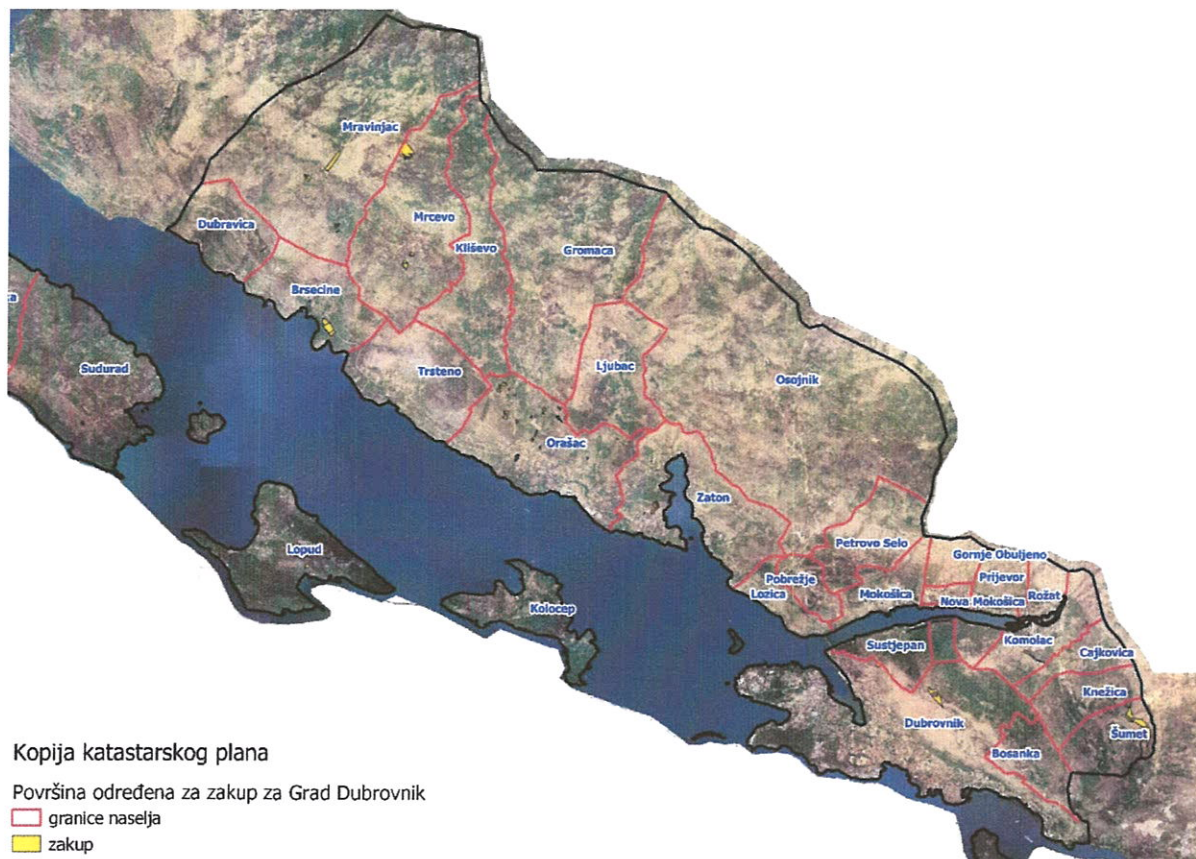 Mravinjac
Dubravica
Mrcevo
Kliševo
Gromaca
Brsecine
ca
Sudurad
Trsteno
Ljubac
Osojnik
Orašac
Zaton
Lopud
Kolocep
Petrovo Selo
Gornje Obuljeno
Pobrežje
Prijevor
Lozica
Mokošica
Nova Mokošica
Rožat
Sustjepan
Komolac
Cajkovica
Knežica
Dubrovnik
Šumet
Bosanka
Kopija katastarskog plana
Površina određena za zakup za Grad Dubrovnik
granice naselja
zakup